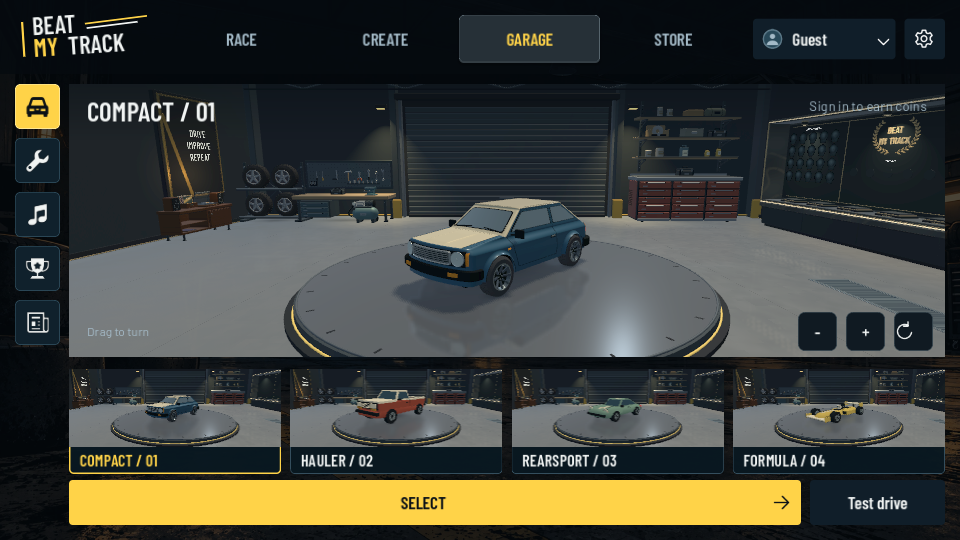 BEAT
MY TRACK
RACE
CREATE
GARAGE
STORE
Guest
COMPACT / 01
Sign in to earn coins
DRIVE
IMPROVE
REPEAT
BEAT
MY TRACK
Drag to turn
-
+
COMPACT / 01
HAULER / 02
REARSPORT / 03
FORMULA / 04
SELECT
Test drive